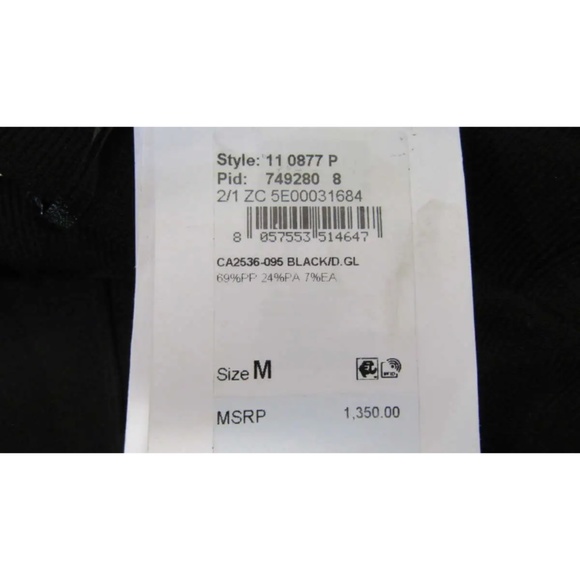 Style: 11 0877 P
Pid: 749280 8
2/1 ZC 5E00031684
8 057553 514647
CA2536-095 BLACK/D.GL
69%PP 24%PA 7%EA
Size M
MSRP 1,350.00